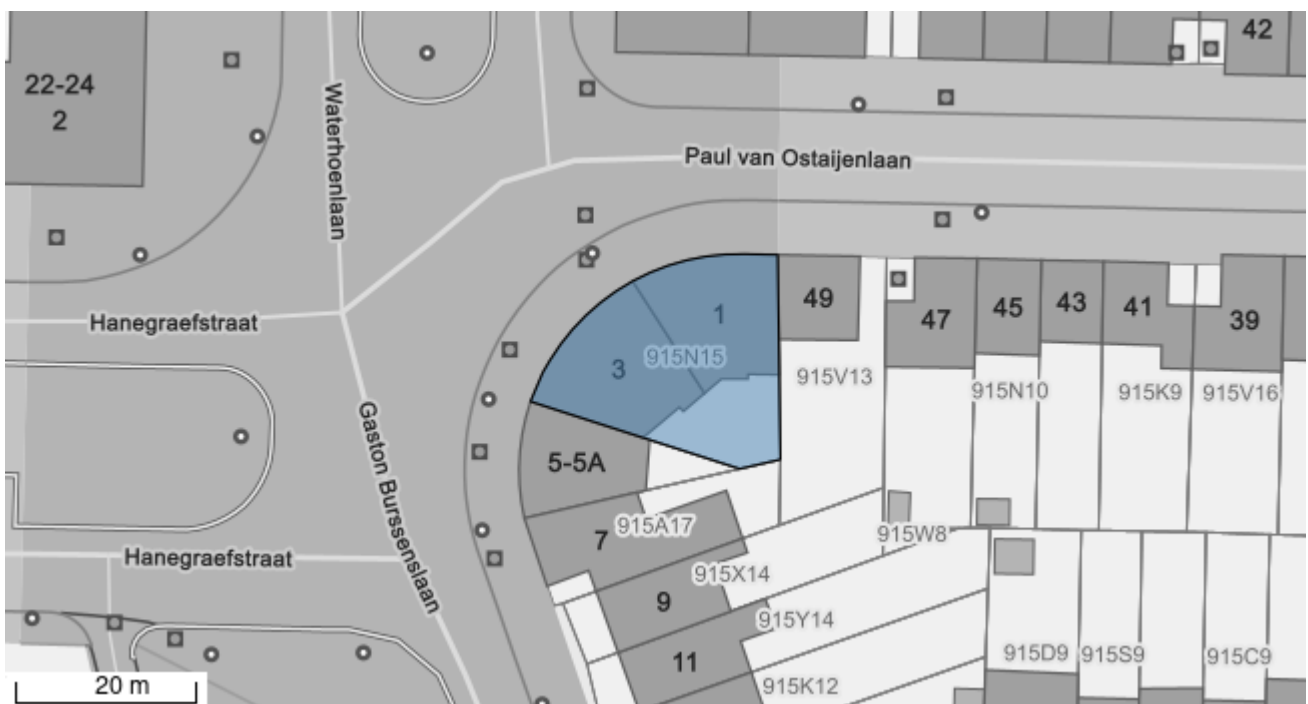 42
22-24
2
Waterhoenlaan
Paul van Ostaijenlaan
Hanegraefstraat
1
49
47
45
43
41
39
3
915N15
915V13
915N10
915K9
915V16
Gaston Burssenslaan
5-5A
7
915A17
915W8
Hanegraefstraat
915X14
9
915Y14
11
915D9
915S9
915C9
915K12
20 m